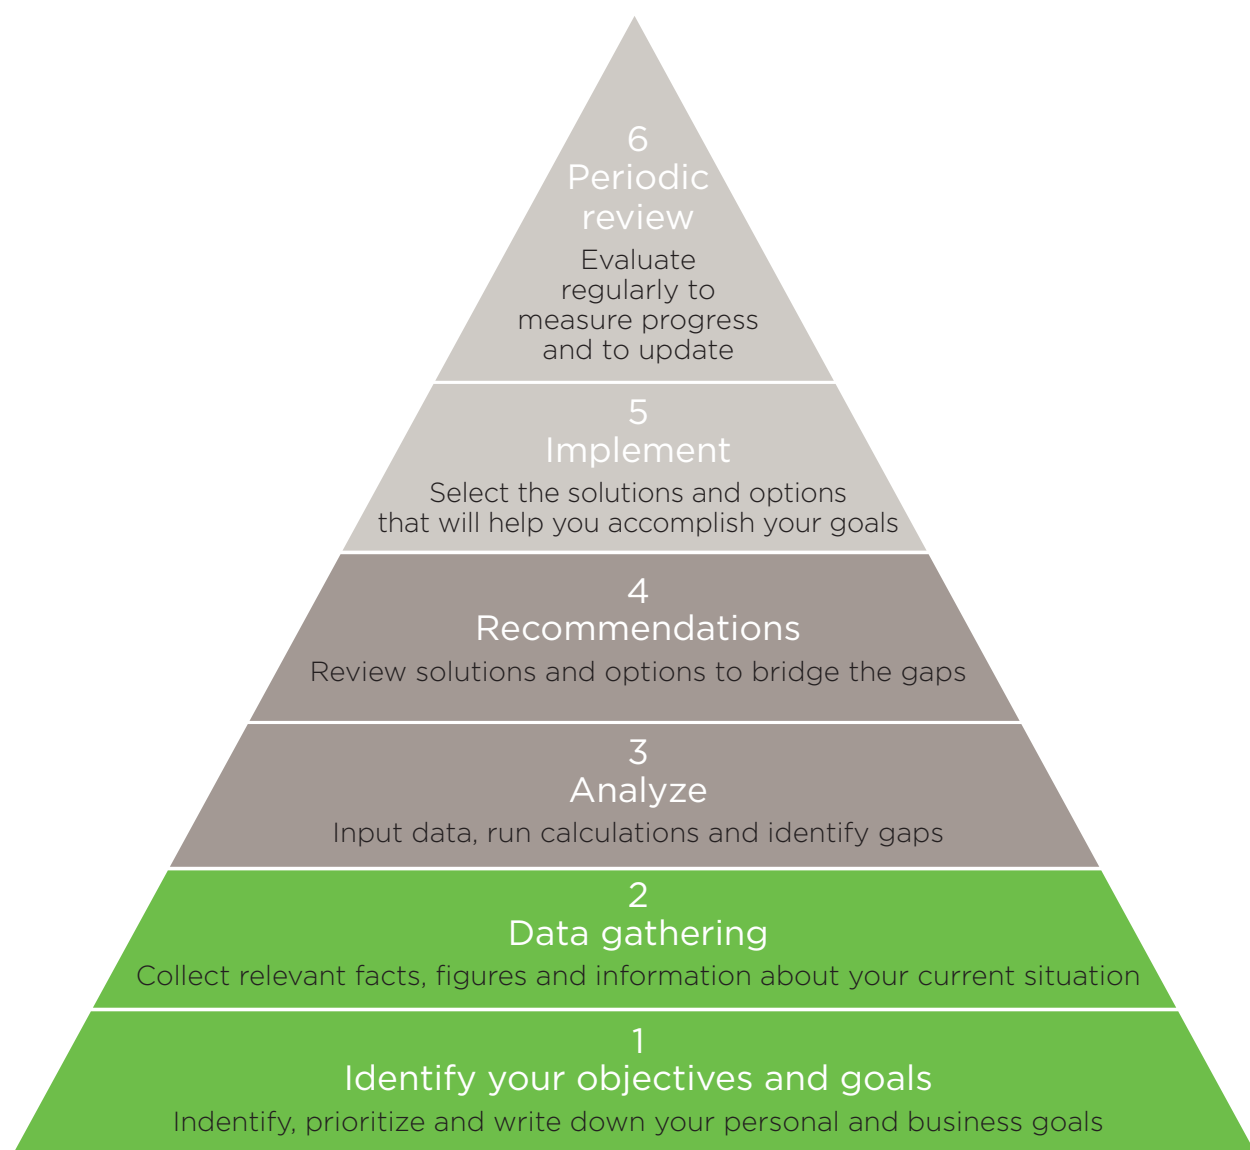 6
Periodic
review
Evaluate
regularly to
measure progress
and to update
5
Implement
Select the solutions and options
that will help you accomplish your goals
4
Recommendations
Review solutions and options to bridge the gaps
3
Analyze
Input data, run calculations and identify gaps
2
Data gathering
Collect relevant facts, figures and information about your current situation
1
Identify your objectives and goals
Indentify, prioritize and write down your personal and business goals